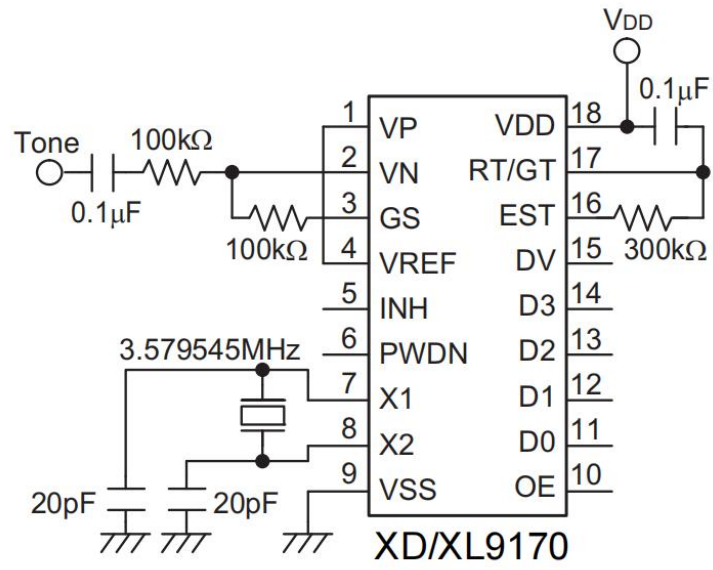 VDD
0.1μF
Tone
100kΩ
0.1μF
100kΩ
1 VP VDD 18
2 VN RT/GT 17
3 GS EST 16
300kΩ
4 VREF DV 15
5 INH D3 14
3.579545MHz
6 PWDN D2 13
7 X1 D1 12
8 X2 D0 11
9 VSS OE 10
20pF
20pF
XD/XL9170